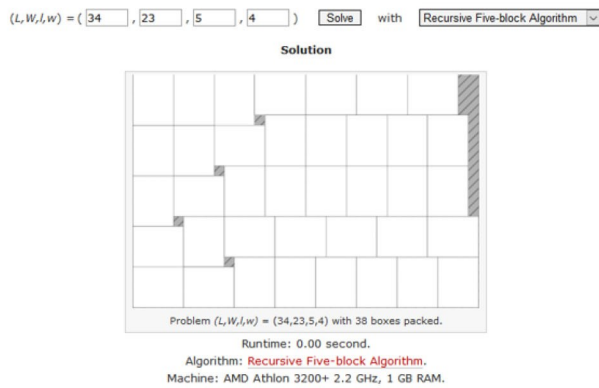 (L,W,l,w) = ( 34 , 23 , 5 , 4 ) Solve with Recursive Five-block Algorithm
Solution
Problem (L,W,l,w) = (34,23,5,4) with 38 boxes packed.
Runtime: 0.00 second.
Algorithm: Recursive Five-block Algorithm.
Machine: AMD Athlon 3200+ 2.2 GHz, 1 GB RAM.